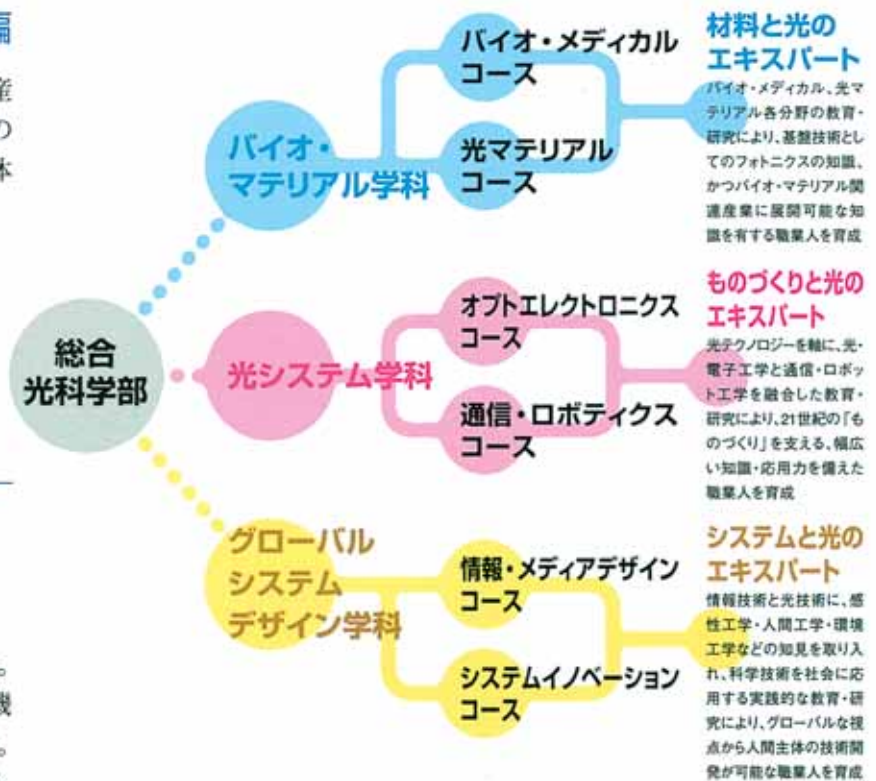 編
産
の
体
。
機
。
総合
光科学部
バイオ・
マテリアル学科
バイオ・メディカル
コース
光マテリアル
コース
材料と光の
エキスパート
バイオ・メディカル、光マ
テリアル各分野の教育・
研究により、基盤技術とし
てのフォトニクスの知識、
かつバイオ・マテリアル関
連産業に展開可能な知
識を有する職業人を育成
光システム学科
オプトエレクトロニクス
コース
通信・ロボティクス
コース
ものづくりと光の
エキスパート
光テクノロジーを軸に、光・
電子工学と通信・ロボッ
ト工学を融合した教育・
研究により、21世紀の「も
のづくり」を支える、幅広
い知識・応用力を備えた
職業人を育成
グローバル
システム
デザイン学科
情報・メディアデザイン
コース
システムイノベーション
コース
システムと光の
エキスパート
情報技術と光技術に、感
性工学・人間工学・環境
工学などの知見を取り入
れ、科学技術を社会に応
用する実践的な教育・研
究により、グローバルな視
点から人間主体の技術開
発が可能な職業人を育成